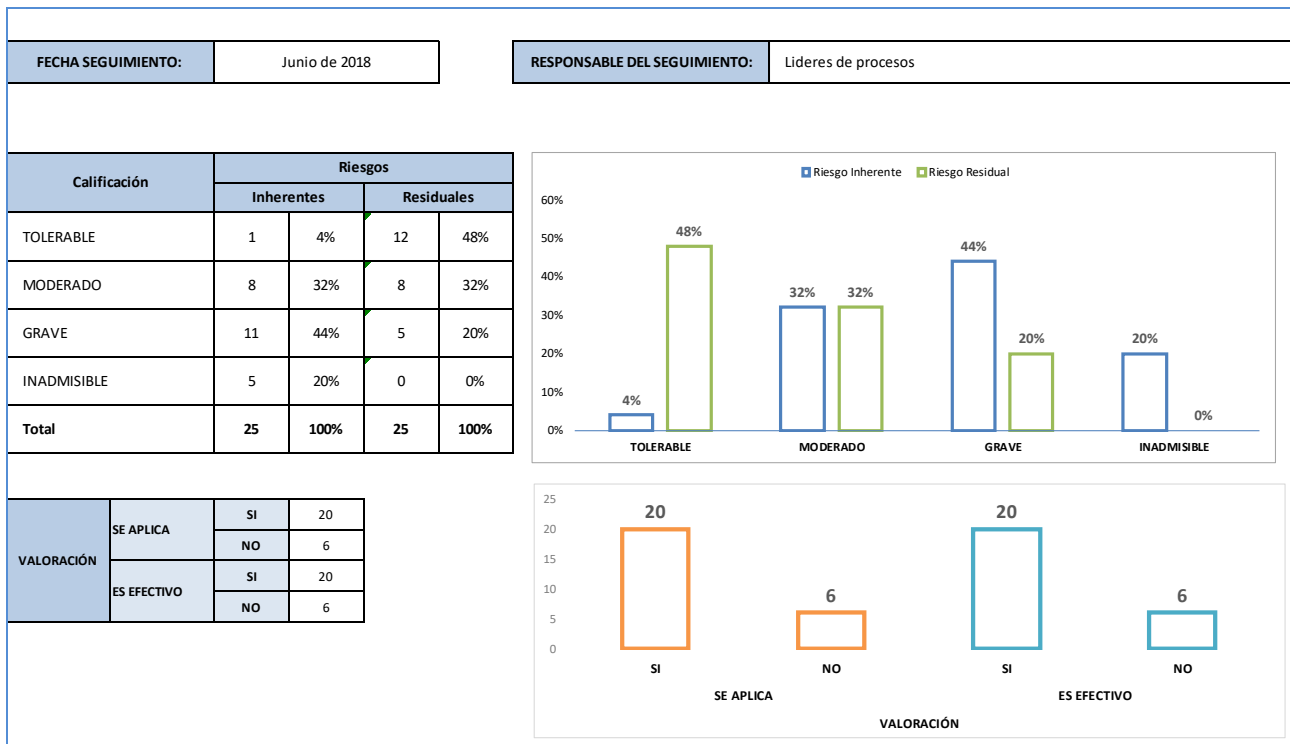 FECHA SEGUIMIENTO: Junio de 2018 RESPONSABLE DEL SEGUIMIENTO: Lideres de procesos
Calificación Riesgos
Inherentes Residuales
TOLERABLE 1 4% 12 48%
MODERADO 8 32% 8 32%
GRAVE 11 44% 5 20%
INADMISIBLE 5 20% 0 0%
Total 25 100% 25 100%
Riesgo Inherente Riesgo Residual
60%
50%
40%
30%
20%
10%
0%
4% 48% 32% 32% 44% 20% 20% 0%
TOLERABLE MODERADO GRAVE INADMISIBLE
VALORACIÓN
SE APLICA SI 20
NO 6
ES EFECTIVO SI 20
NO 6
25
20
15
10
5
0
20 6 20 6
SI NO SI NO
SE APLICA ES EFECTIVO
VALORACIÓN